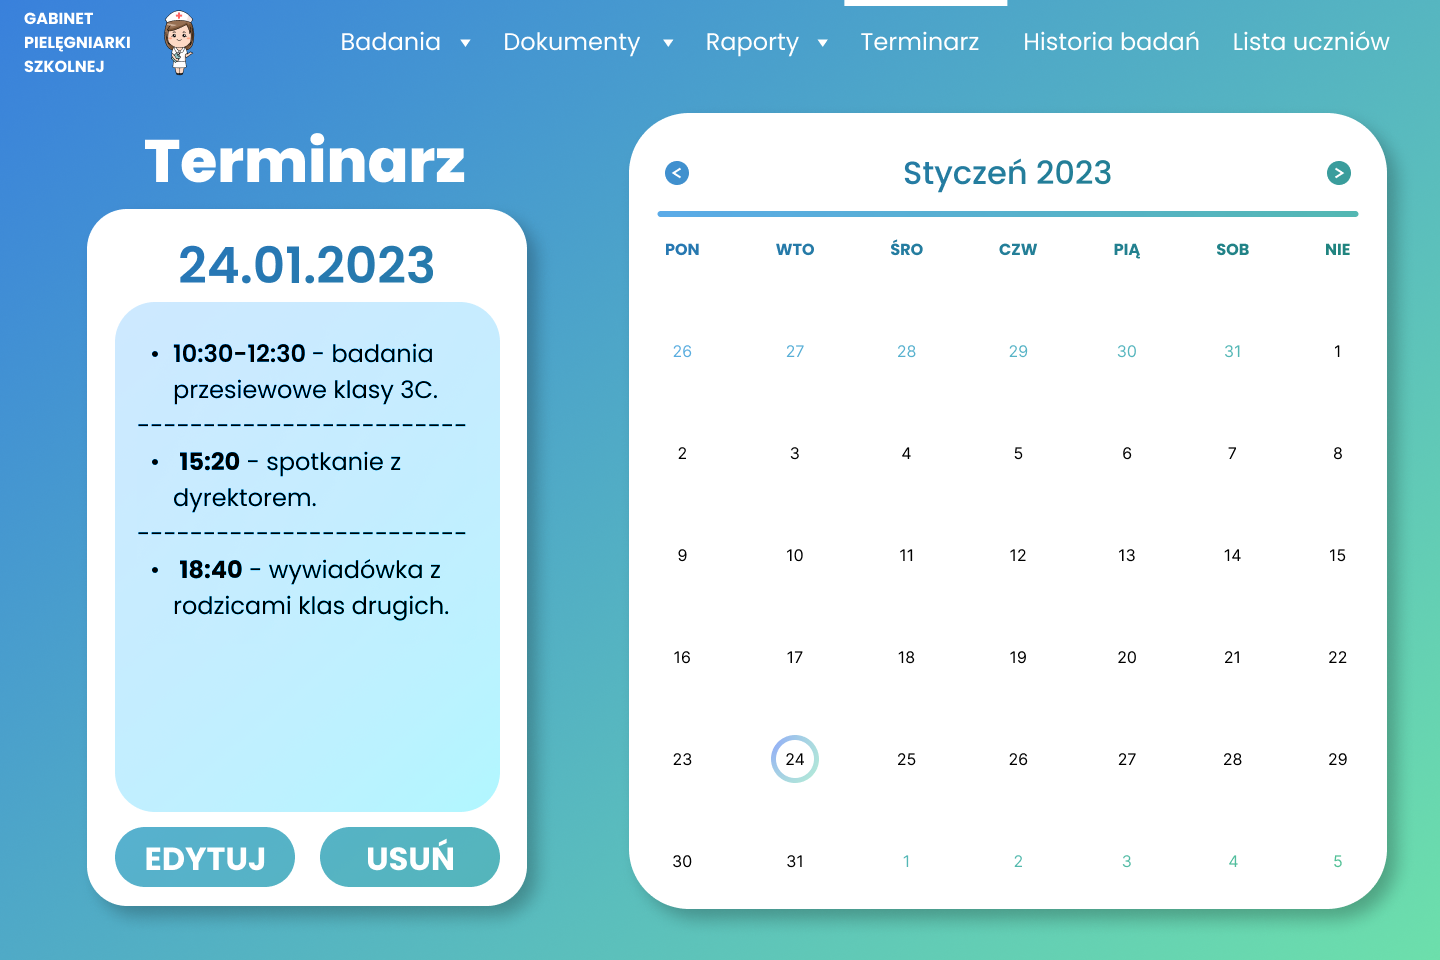 GABINET
PIELĘGNIARKI
SZKOLNEJ
Badania ▼ Dokumenty ▼ Raporty ▼ Terminarz Historia badań Lista uczniów
Terminarz
24.01.2023
• 10:30-12:30 - badania
przesiewowe klasy 3C.
-------------------------
• 15:20 - spotkanie z
dyrektorem.
-------------------------
• 18:40 - wywiadówka z
rodzicami klas drugich.
EDYTUJ USUŃ
< Styczeń 2023 >
PON WTO ŚRO CZW PIĄ SOB NIE
26 27 28 29 30 31 1
2 3 4 5 6 7 8
9 10 11 12 13 14 15
16 17 18 19 20 21 22
23 24 25 26 27 28 29
30 31 1 2 3 4 5